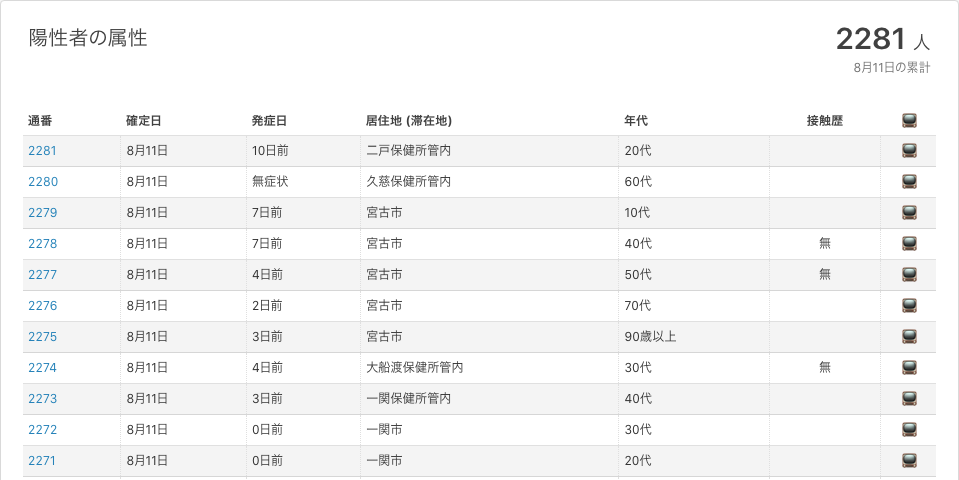 陽性者の属性
2281 人
8月11日の累計
通番 確定日 発症日 居住地 (滞在地) 年代 接触歴
2281 8月11日 10日前 二戸保健所管内 20代
2280 8月11日 無症状 久慈保健所管内 60代
2279 8月11日 7日前 宮古市 10代
2278 8月11日 7日前 宮古市 40代 無
2277 8月11日 4日前 宮古市 50代 無
2276 8月11日 2日前 宮古市 70代
2275 8月11日 3日前 宮古市 90歳以上
2274 8月11日 4日前 大船渡保健所管内 30代 無
2273 8月11日 3日前 一関保健所管内 40代
2272 8月11日 0日前 一関市 30代
2271 8月11日 0日前 一関市 20代